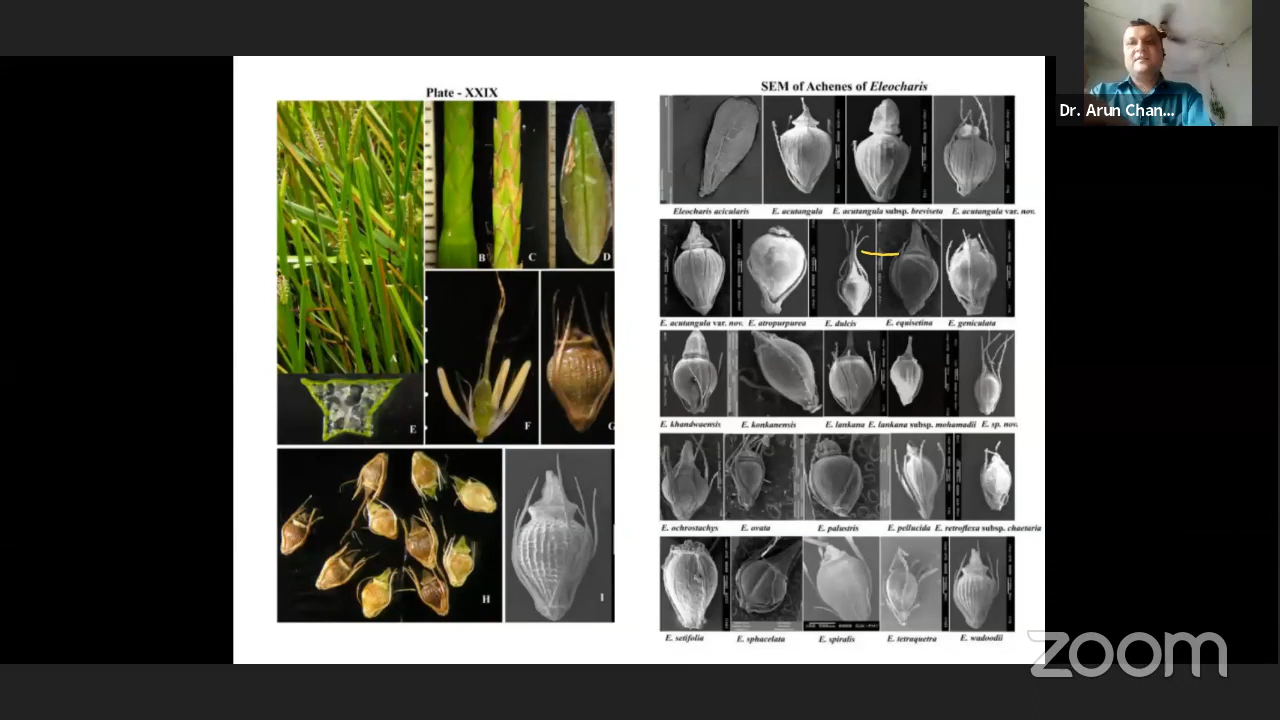 Plate - XXIX
A
B
C
D
E
F
G
H
I
SEM of Achenes of Eleocharis
Eleocharis acicularis E. acutangula E. acutangula subsp. breviseta E. acutangula var. nov.
E. acutangula var. nov. E. atropurpurea E. dulcis E. equisetina E. geniculata
E. khandwaensis E. konkanensis E. lankana E. lankana subsp. mohamadii E. sp. nov.
E. ochrostachys E. ovata E. palustris E. pellucida E. retroflexa subsp. chaetaria
E. setifolia E. sphacelata E. spiralis E. tetraquetra E. wadoodii
Dr. Arun Chan...
zoom